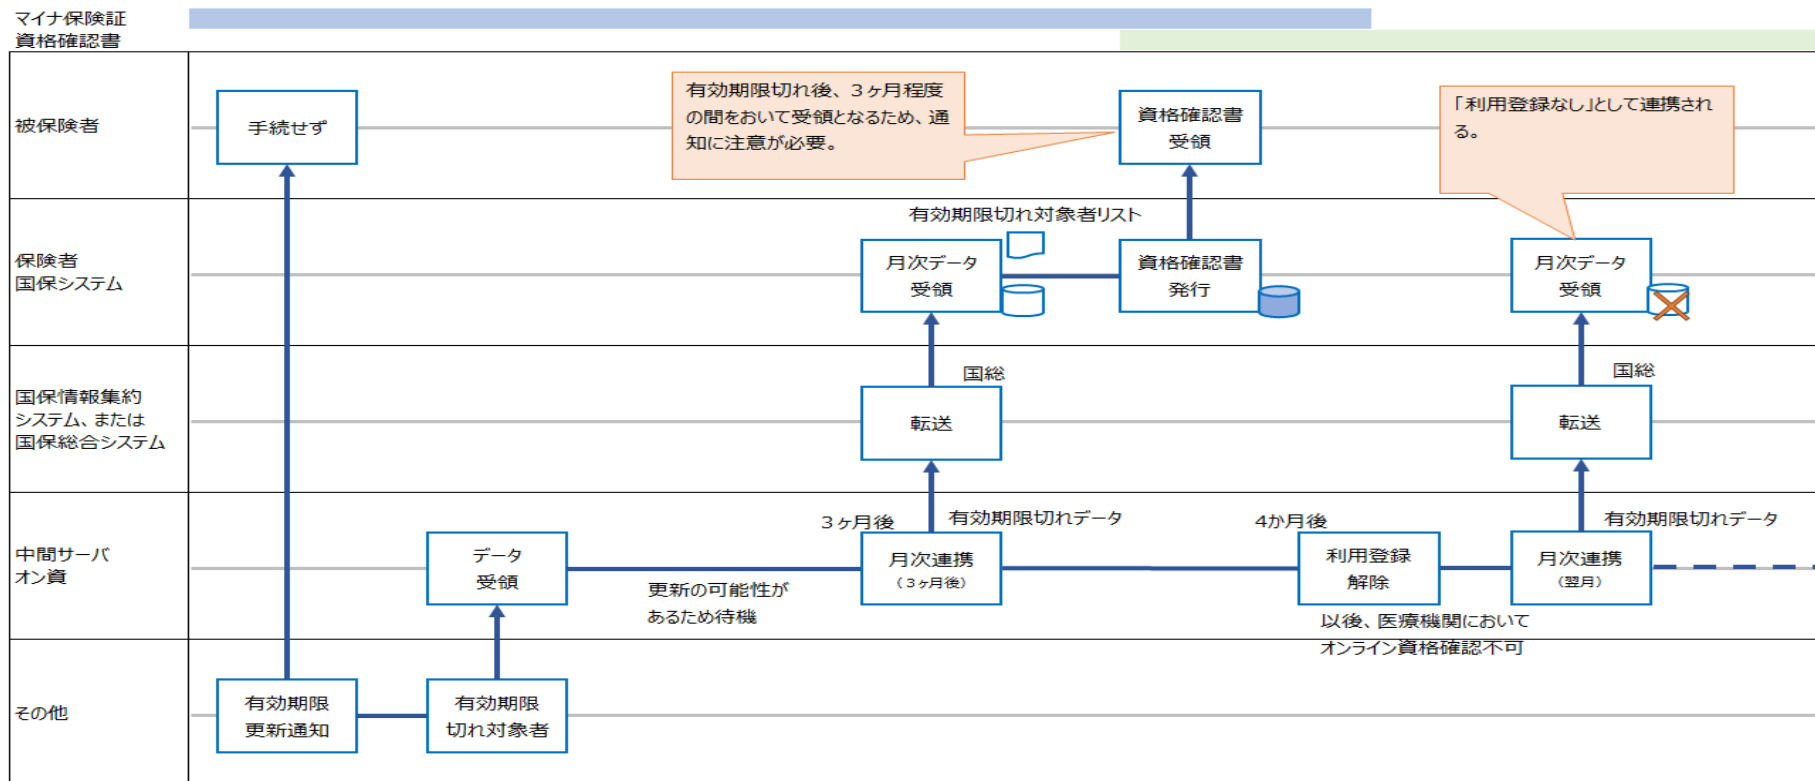 マイナ保険証
資格確認書
被保険者
手続せず
有効期限切れ後、3ヶ月程度
の間をおいて受領となるため、通
知に注意が必要。
資格確認書
受領
「利用登録なし」として連携され
る。
保険者
国保システム
有効期限切れ対象者リスト
月次データ
受領
資格確認書
発行
月次データ
受領
国保情報集約
システム、または
国保総合システム
国総
転送
国総
転送
中間サーバ
オン資
データ
受領
更新の可能性が
あるため待機
3ヶ月後
有効期限切れデータ
月次連携
(3ヶ月後)
4か月後
利用登録
解除
以後、医療機関において
オンライン資格確認不可
有効期限切れデータ
月次連携
(翌月)
その他
有効期限
更新通知
有効期限
切れ対象者